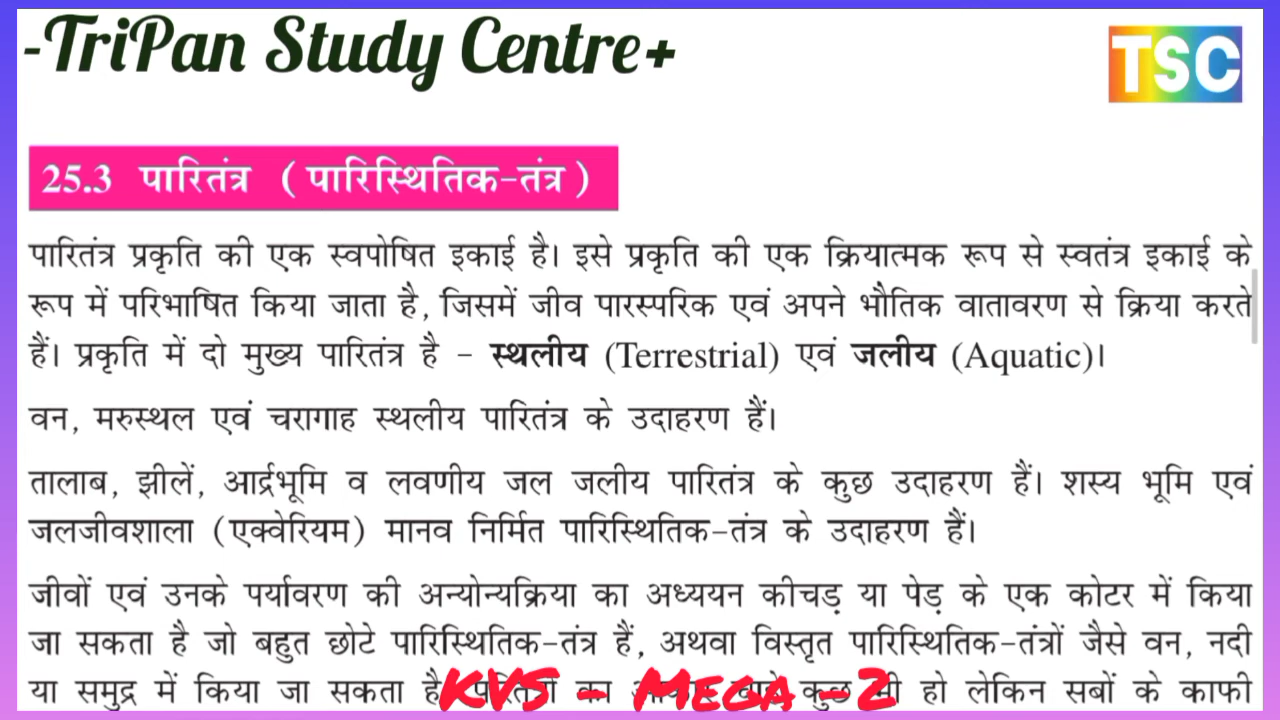 -TriPan Study Centre+
TSC
25.3 पारितंत्र (पारिस्थितिक-तंत्र)
पारितंत्र प्रकृति की एक स्वपोषित इकाई है। इसे प्रकृति की एक क्रियात्मक रूप से स्वतंत्र इकाई के
रूप में परिभाषित किया जाता है, जिसमें जीव पारस्परिक एवं अपने भौतिक वातावरण से क्रिया करते
हैं। प्रकृति में दो मुख्य पारितंत्र है - स्थलीय (Terrestrial) एवं जलीय (Aquatic)।
वन, मरुस्थल एवं चरागाह स्थलीय पारितंत्र के उदाहरण हैं।
तालाब, झीलें, आर्द्रभूमि व लवणीय जल जलीय पारितंत्र के कुछ उदाहरण हैं। शस्य भूमि एवं
जलजीवशाला (एक्वेरियम) मानव निर्मित पारिस्थितिक-तंत्र के उदाहरण हैं।
जीवों एवं उनके पर्यावरण की अन्योन्यक्रिया का अध्ययन कीचड़ या पेड़ के एक कोटर में किया
जा सकता है जो बहुत छोटे पारिस्थितिक-तंत्र हैं, अथवा विस्तृत पारिस्थितिक-तंत्रों जैसे वन, नदी
या समुद्र में किया जा सकता है का कुछ भी हो लेकिन सबों के काफी
KVS - MEGA -2